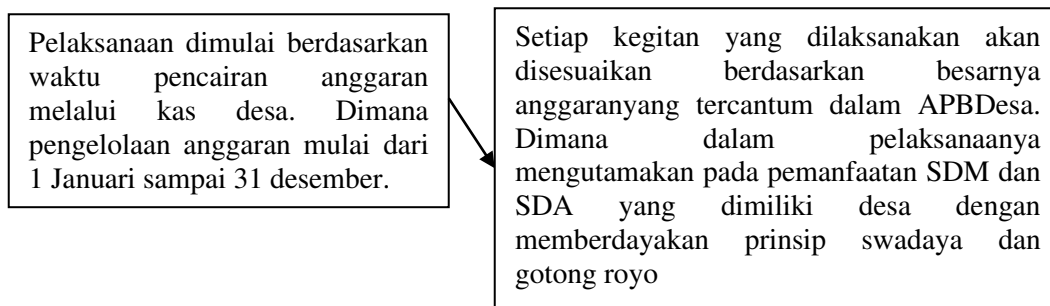 Pelaksanaan dimulai berdasarkan
waktu pencairan anggaran
melalui kas desa. Dimana
pengelolaan anggaran mulai dari
1 Januari sampai 31 desember.
Setiap kegitan yang dilaksanakan akan
disesuaikan berdasarkan besarnya
anggaranyang tercantum dalam APBDesa.
Dimana dalam pelaksanaanya
mengutamakan pada pemanfaatan SDM dan
SDA yang dimiliki desa dengan
memberdayakan prinsip swadaya dan
gotong royo